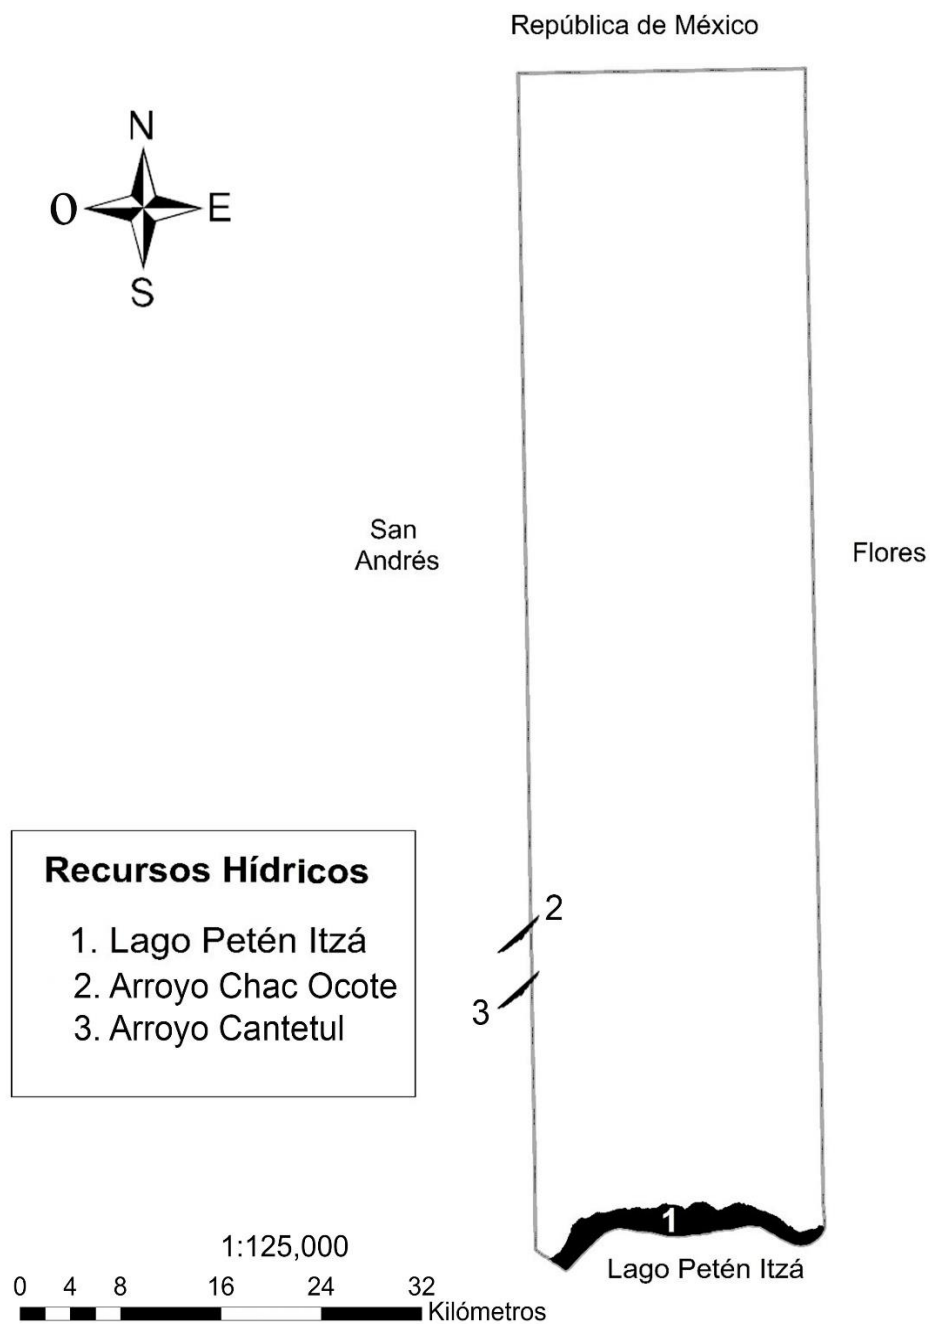 República de México
N
O
E
S
San
Andrés
Flores
Recursos Hídricos
1. Lago Petén Itzá
2. Arroyo Chac Ocote
3. Arroyo Cantetul
2
3
1
Lago Petén Itzá
1:125,000
0 4 8 16 24 32
Kilómetros